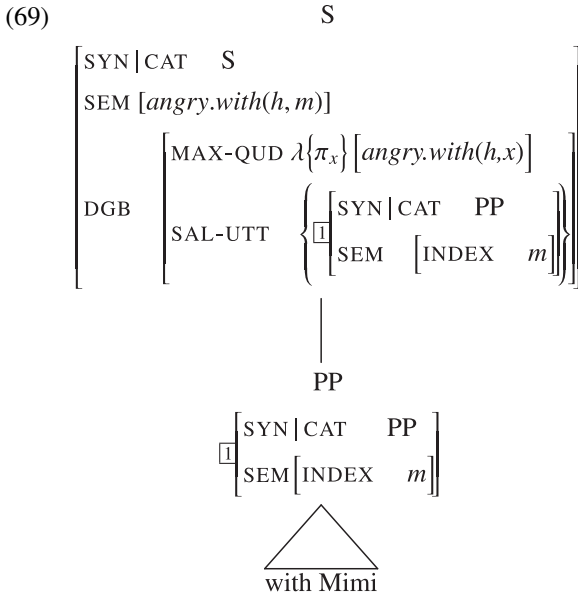 (69) S
SYN|CAT S
SEM [angry.with(h, m)]
MAX-QUD λ{πx} [angry.with(h,x)]
DGB
SYN|CAT PP
SAL-UTT 1
SEM [INDEX m]
PP
SYN|CAT PP
1
SEM [INDEX m]
with Mimi